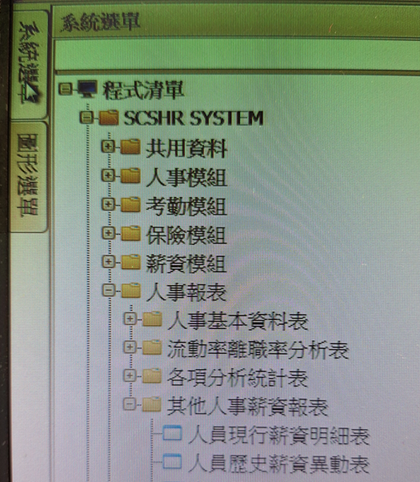 系統選單
系統選單
圖形選單
程式清單
SCSHR SYSTEM
共用資料
人事模組
考勤模組
保險模組
薪資模組
人事報表
人事基本資料表
流動率離職率分析表
各項分析統計表
其他人事薪資報表
人員現行薪資明細表
人員歷史薪資異動表